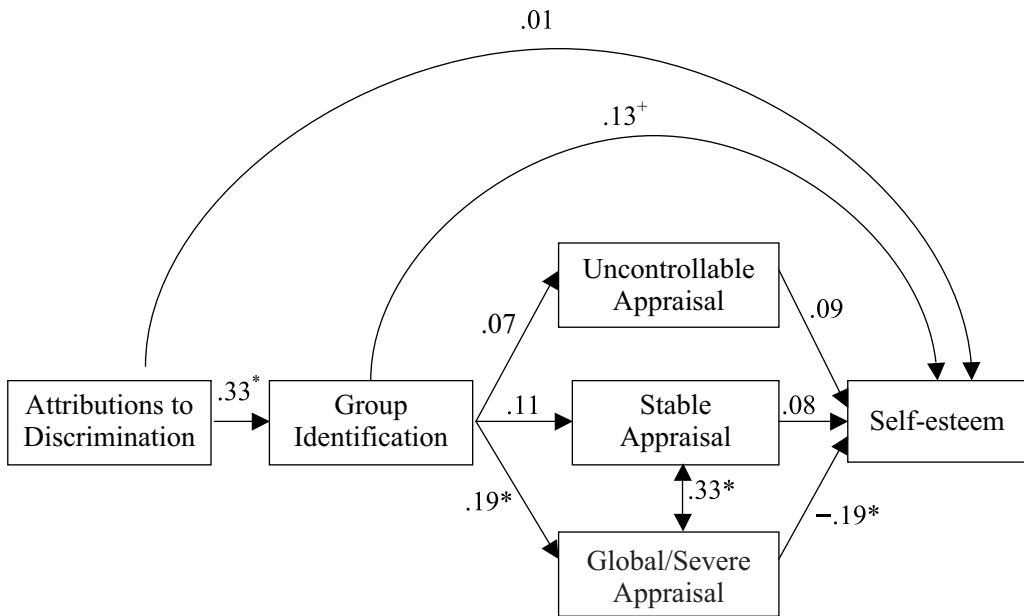 .01
.13+
Uncontrollable
Appraisal
.07
.09
.33*
Attributions to
Discrimination
Group
Identification
.11
Stable
Appraisal
.08
Self-esteem
.19*
.33*
–.19*
Global/Severe
Appraisal